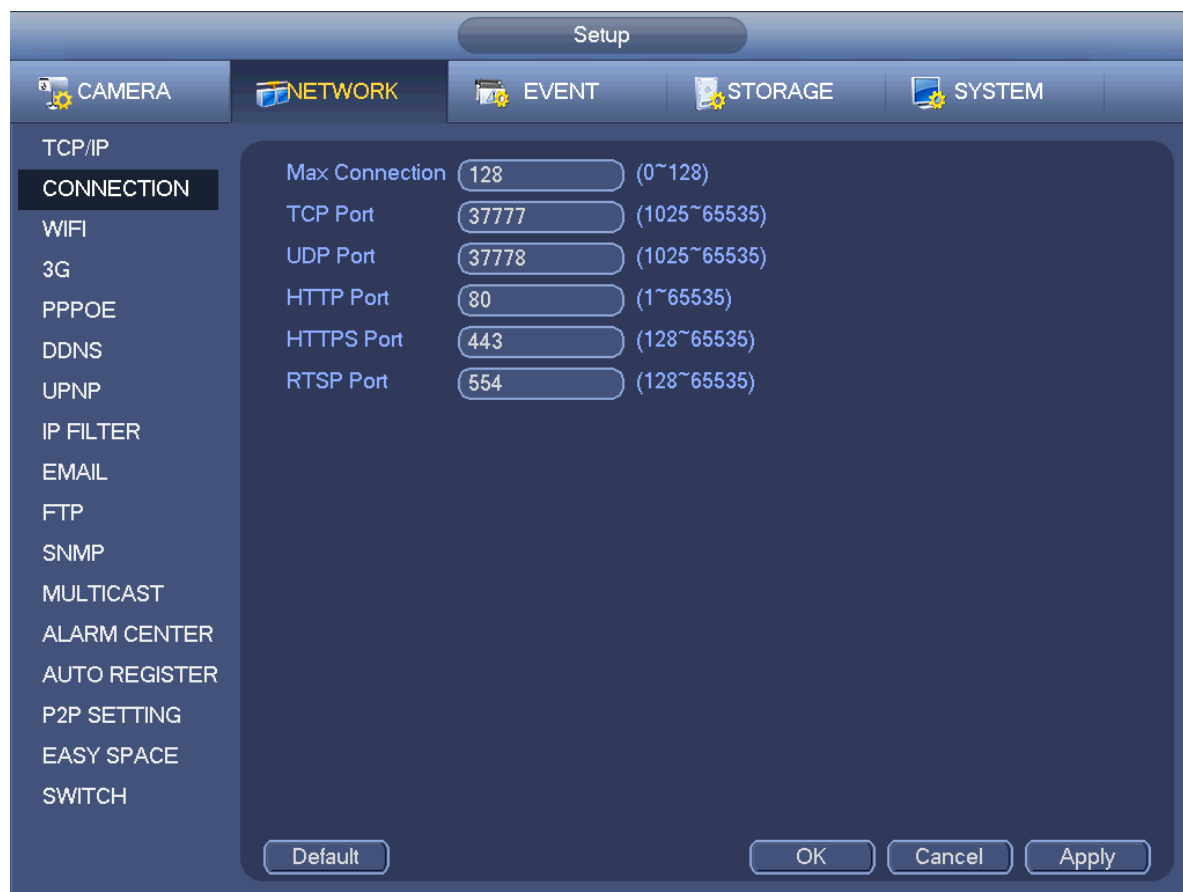 Setup
CAMERA NETWORK EVENT STORAGE SYSTEM
TCP/IP
CONNECTION
WIFI
3G
PPPOE
DDNS
UPNP
IP FILTER
EMAIL
FTP
SNMP
MULTICAST
ALARM CENTER
AUTO REGISTER
P2P SETTING
EASY SPACE
SWITCH
Max Connection 128 (0~128)
TCP Port 37777 (1025~65535)
UDP Port 37778 (1025~65535)
HTTP Port 80 (1~65535)
HTTPS Port 443 (128~65535)
RTSP Port 554 (128~65535)
Default OK Cancel Apply